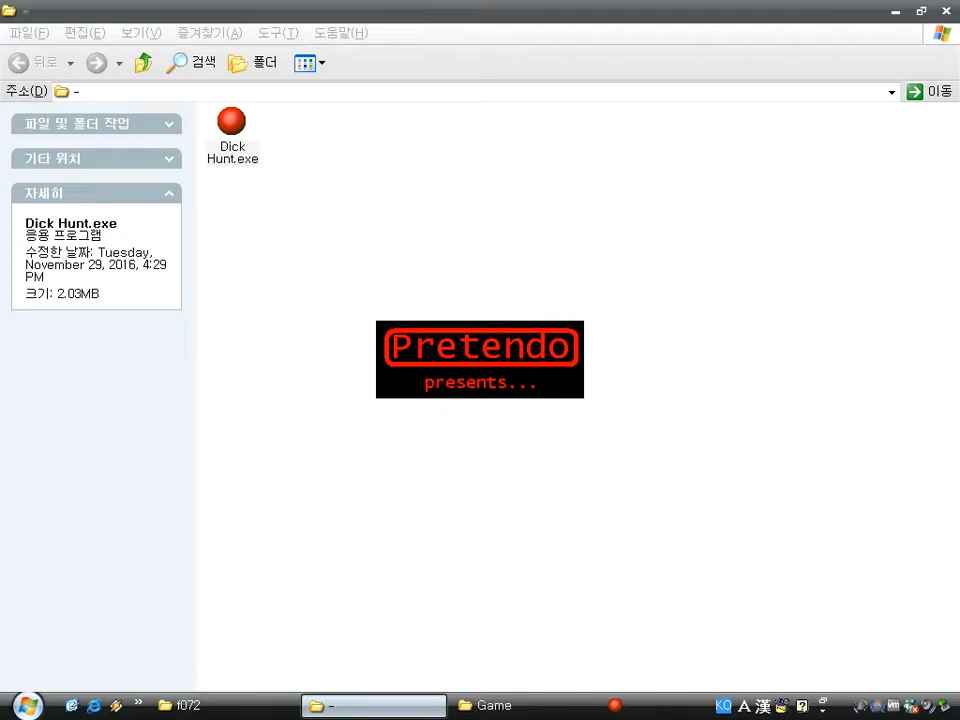 -
파일(F) 편집(E) 보기(V) 즐겨찾기(A) 도구(T) 도움말(H)
뒤로 검색 폴더
주소(D) - 이동
파일 및 폴더 작업
기타 위치
자세히
Dick Hunt.exe
응용 프로그램
수정한 날짜: Tuesday,
November 29, 2016, 4:29
PM
크기: 2.03MB
Dick
Hunt.exe
Pretendo
presents...
» f072 - Game KO A 漢